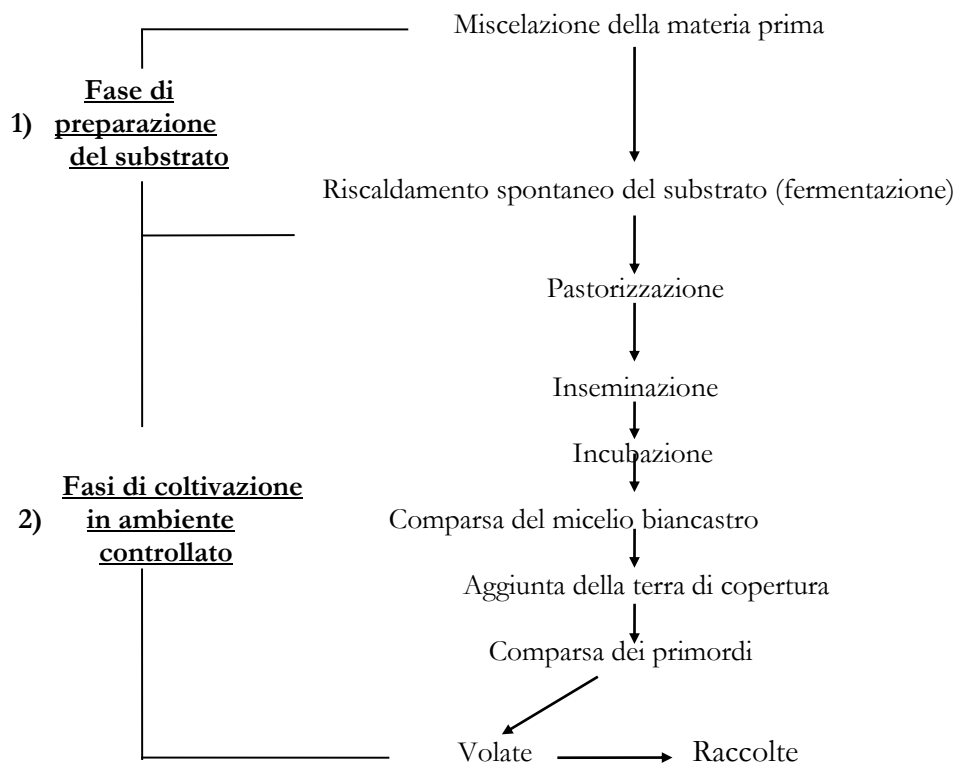 Miscelazione della materia prima
Fase di
1) preparazione
del substrato
Riscaldamento spontaneo del substrato (fermentazione)
Pastorizzazione
Inseminazione
Incubazione
Fasi di coltivazione
2) in ambiente
controllato
Comparsa del micelio biancastro
Aggiunta della terra di copertura
Comparsa dei primordi
Volate
Raccolte